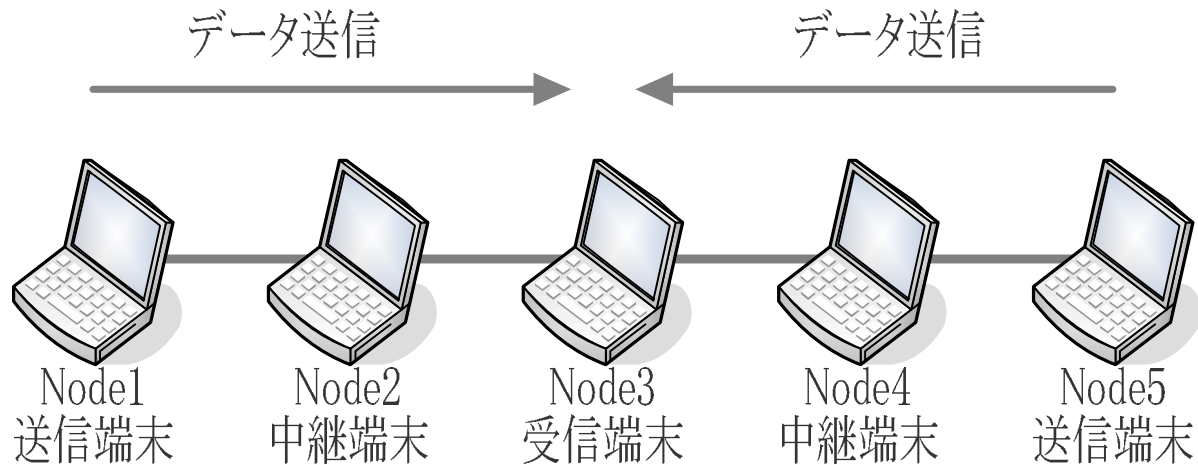 データ送信
データ送信
Node1
送信端末
Node2
中継端末
Node3
受信端末
Node4
中継端末
Node5
送信端末